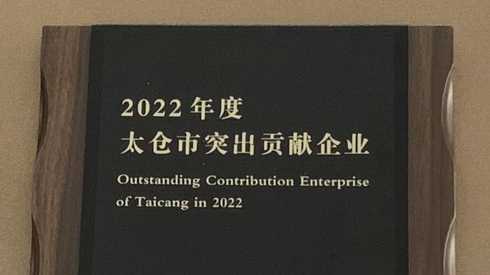 2022 年度
太仓市突出贡献企业
Outstanding Contribution Enterprise
of Taicang in 2022